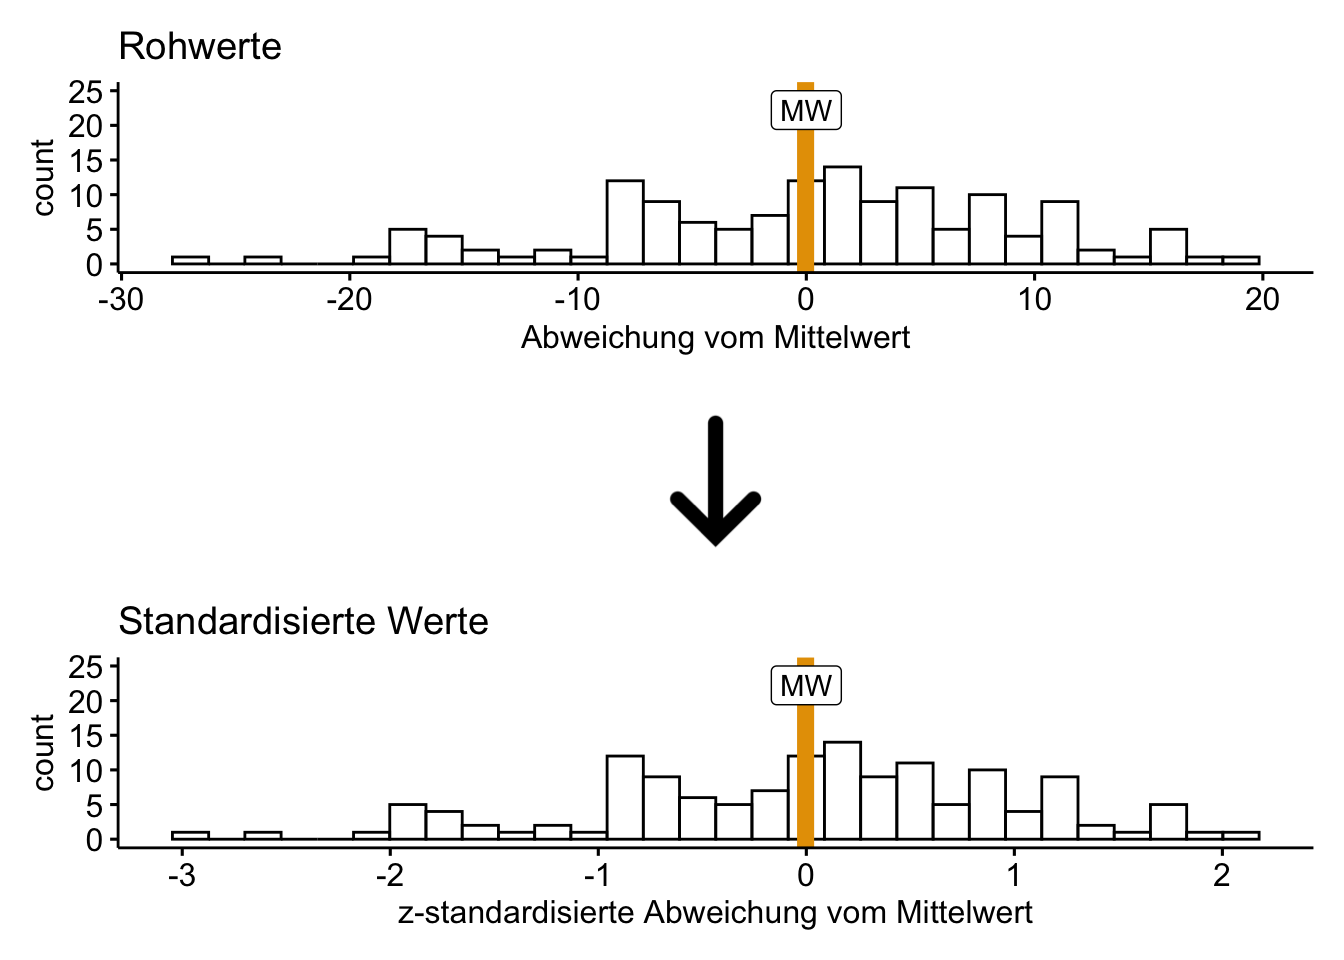 Rohwerte
25
20
15
10
5
0
count
MW
-30 -20 -10 0 10 20
Abweichung vom Mittelwert
Standardisierte Werte
25
20
15
10
5
0
count
MW
-3 -2 -1 0 1 2
z-standardisierte Abweichung vom Mittelwert